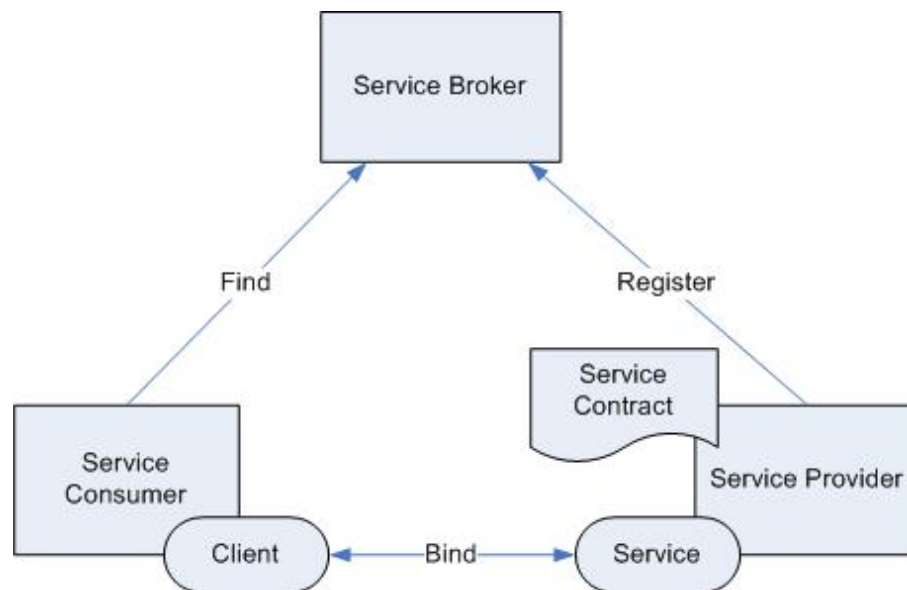 Service Broker
Find
Register
Service
Contract
Service
Consumer
Service Provider
Client
Bind
Service